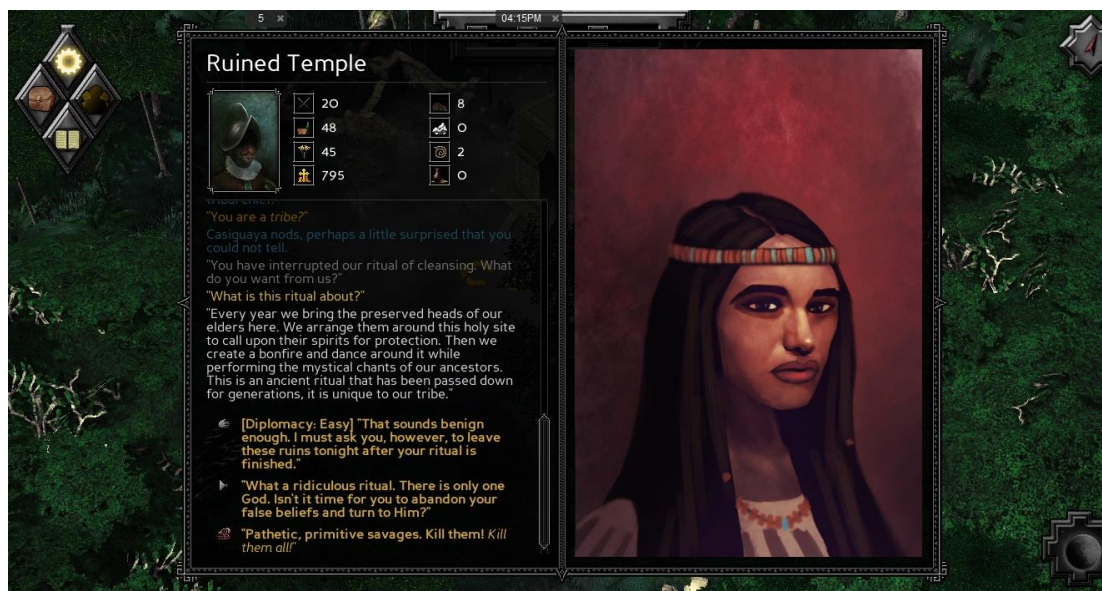 5
04:15PM
Ruined Temple
20
8
48
0
45
2
795
0
tribal chief.
"You are a tribe?"
Casiguaya nods, perhaps a little surprised that you
could not tell.
"You have interrupted our ritual of cleansing. What
do you want from us?"
"What is this ritual about?"
"Every year we bring the preserved heads of our
elders here. We arrange them around this holy site
to call upon their spirits for protection. Then we
create a bonfire and dance around it while
performing the mystical chants of our ancestors.
This is an ancient ritual that has been passed down
for generations, it is unique to our tribe."
[Diplomacy: Easy] "That sounds benign
enough. I must ask you, however, to leave
these ruins tonight after your ritual is
finished."
"What a ridiculous ritual. There is only one
God. Isn't it time for you to abandon your
false beliefs and turn to Him?"
"Pathetic, primitive savages. Kill them! Kill
them all!"